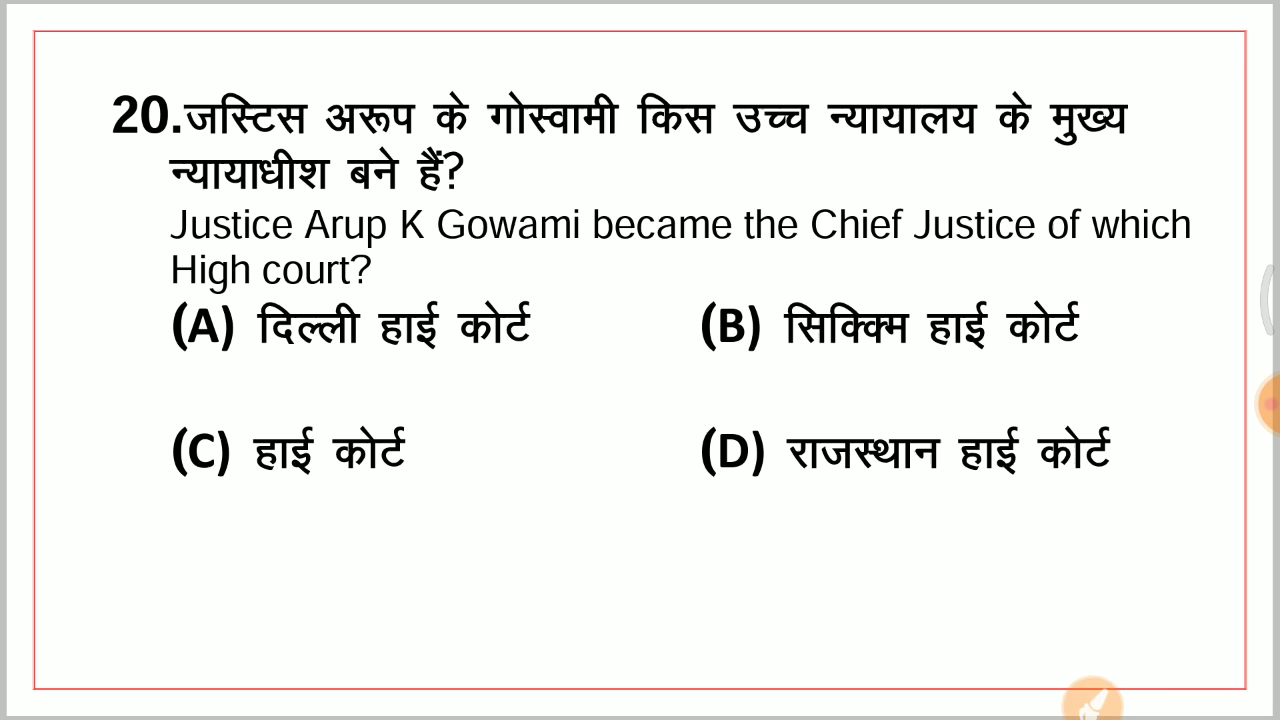 20.जस्टिस अरूप के गोस्वामी किस उच्च न्यायालय के मुख्य
न्यायाधीश बने हैं?
Justice Arup K Gowami became the Chief Justice of which
High court?
(A) दिल्ली हाई कोर्ट (B) सिक्किम हाई कोर्ट
(C) हाई कोर्ट (D) राजस्थान हाई कोर्ट